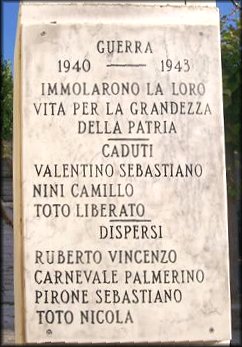 GUERRA
1940 — 1943
IMMOLARONO LA LORO
VITA PER LA GRANDEZZA
DELLA PATRIA
CADUTI
VALENTINO SEBASTIANO
NINI CAMILLO
TOTO LIBERATO
DISPERSI
RUBERTO VINCENZO
CARNEVALE PALMERINO
PIRONE SEBASTIANO
TOTO NICOLA